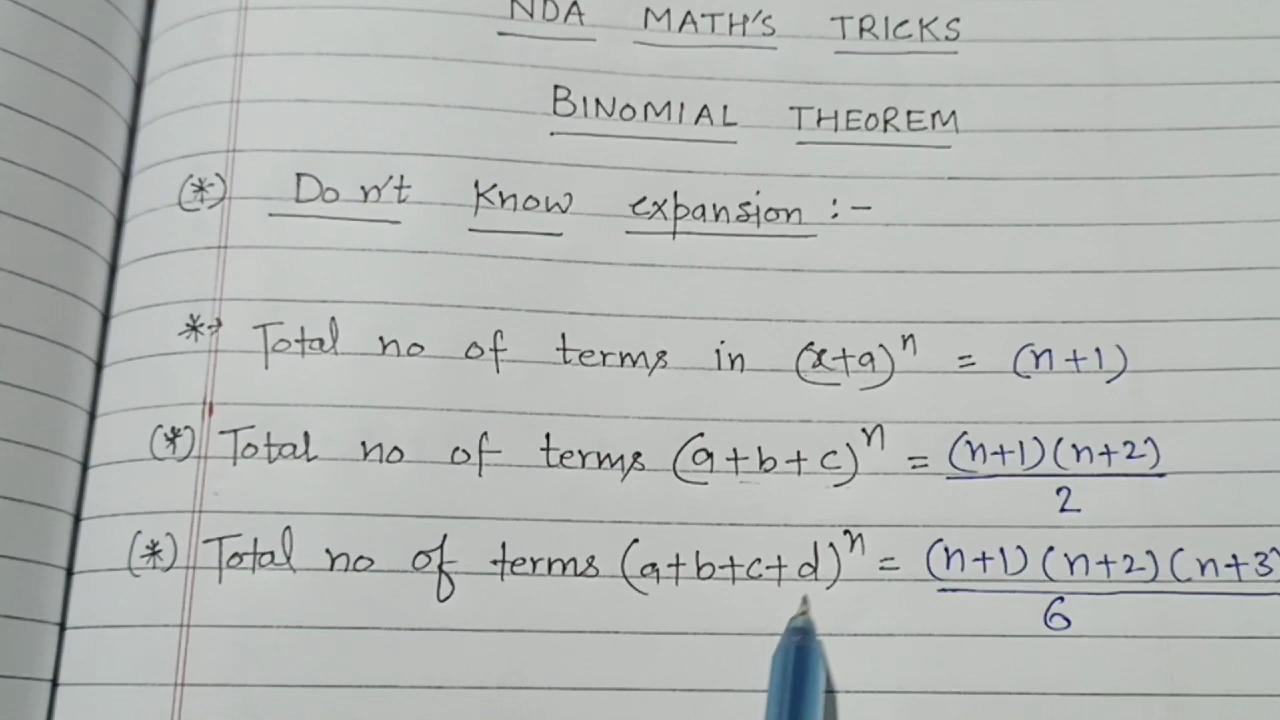 NDA MATH'S TRICKS
BINOMIAL THEOREM
(*) Don't Know expansion :-
*→ Total no of terms in (x+a)ⁿ = (n+1)
(*) Total no of terms (a+b+c)ⁿ = (n+1)(n+2)/2
(*) Total no of terms (a+b+c+d)ⁿ = (n+1)(n+2)(n+3/6